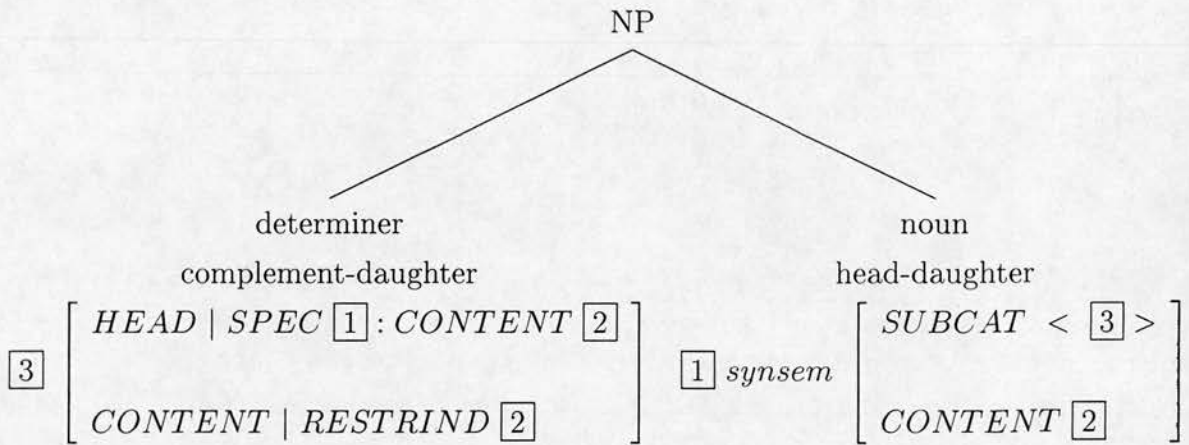 NP
determiner noun
complement-daughter head-daughter
3 [ HEAD | SPEC 1 : CONTENT 2 ] 1 synsem [ SUBCAT < 3 > ]
[ CONTENT | RESTRIND 2 ] [ CONTENT 2 ]